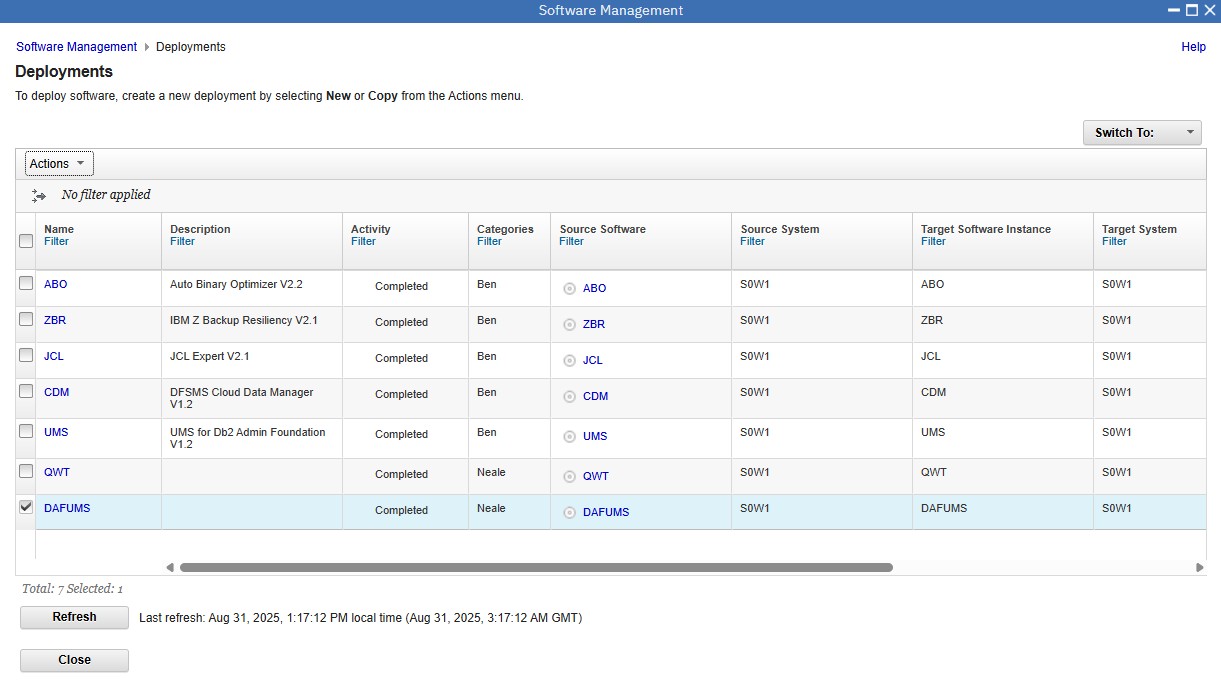 Software Management
Software Management Deployments Help
Deployments
To deploy software, create a new deployment by selecting New or Copy from the Actions menu.
Switch To:
Actions
No filter applied
Name Description Activity Categories Source Software Source System Target Software Instance Target System
Filter Filter Filter Filter Filter Filter Filter Filter
ABO Auto Binary Optimizer V2.2 Completed Ben ABO S0W1 ABO S0W1
ZBR IBM Z Backup Resiliency V2.1 Completed Ben ZBR S0W1 ZBR S0W1
JCL JCL Expert V2.1 Completed Ben JCL S0W1 JCL S0W1
CDM DFSMS Cloud Data Manager V1.2 Completed Ben CDM S0W1 CDM S0W1
UMS UMS for Db2 Admin Foundation V1.2 Completed Ben UMS S0W1 UMS S0W1
QWT Completed Neale QWT S0W1 QWT S0W1
DAFUMS Completed Neale DAFUMS S0W1 DAFUMS S0W1
Total: 7 Selected: 1
Refresh Last refresh: Aug 31, 2025, 1:17:12 PM local time (Aug 31, 2025, 3:17:12 AM GMT)
Close